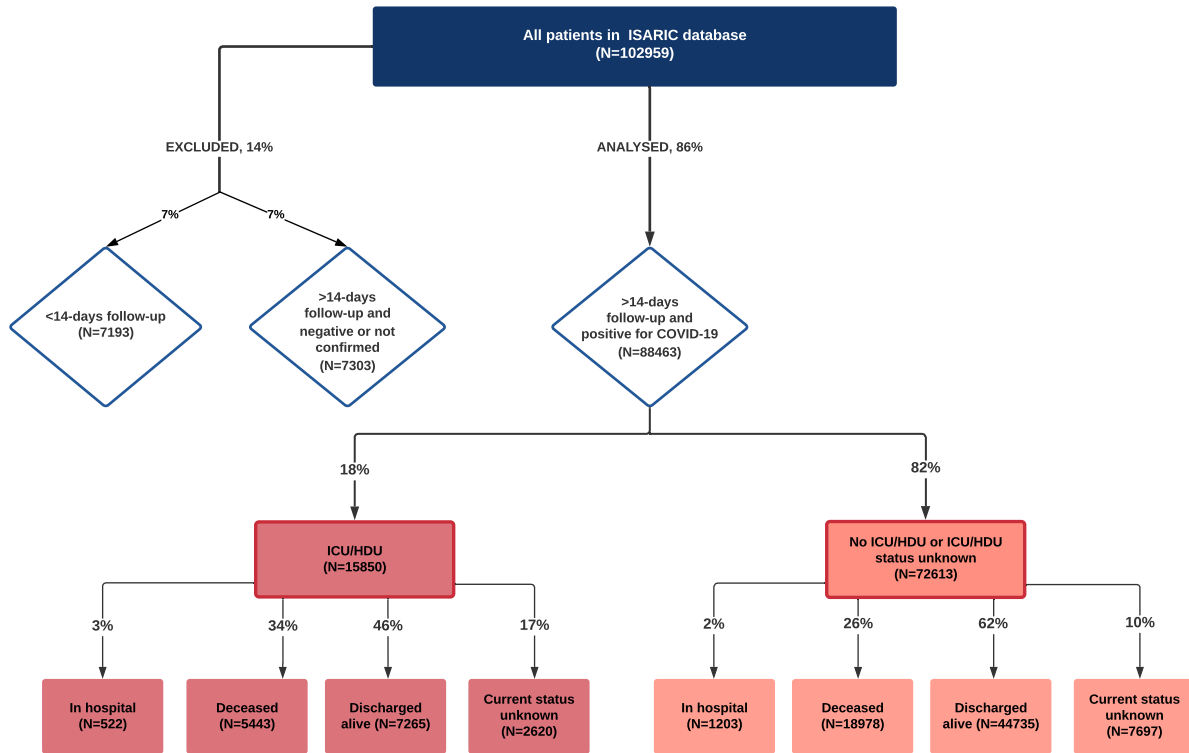 All patients in ISARIC database
(N=102959)
EXCLUDED, 14%
ANALYSED, 86%
7%
7%
<14-days follow-up
(N=7193)
>14-days
follow-up and
negative or not
confirmed
(N=7303)
>14-days
follow-up and
positive for COVID-19
(N=88463)
18%
82%
ICU/HDU
(N=15850)
No ICU/HDU or ICU/HDU
status unknown
(N=72613)
3%
34%
46%
17%
2%
26%
62%
10%
In hospital
(N=522)
Deceased
(N=5443)
Discharged
alive (N=7265)
Current status
unknown
(N=2620)
In hospital
(N=1203)
Deceased
(N=18978)
Discharged
alive (N=44735)
Current status
unknown
(N=7697)